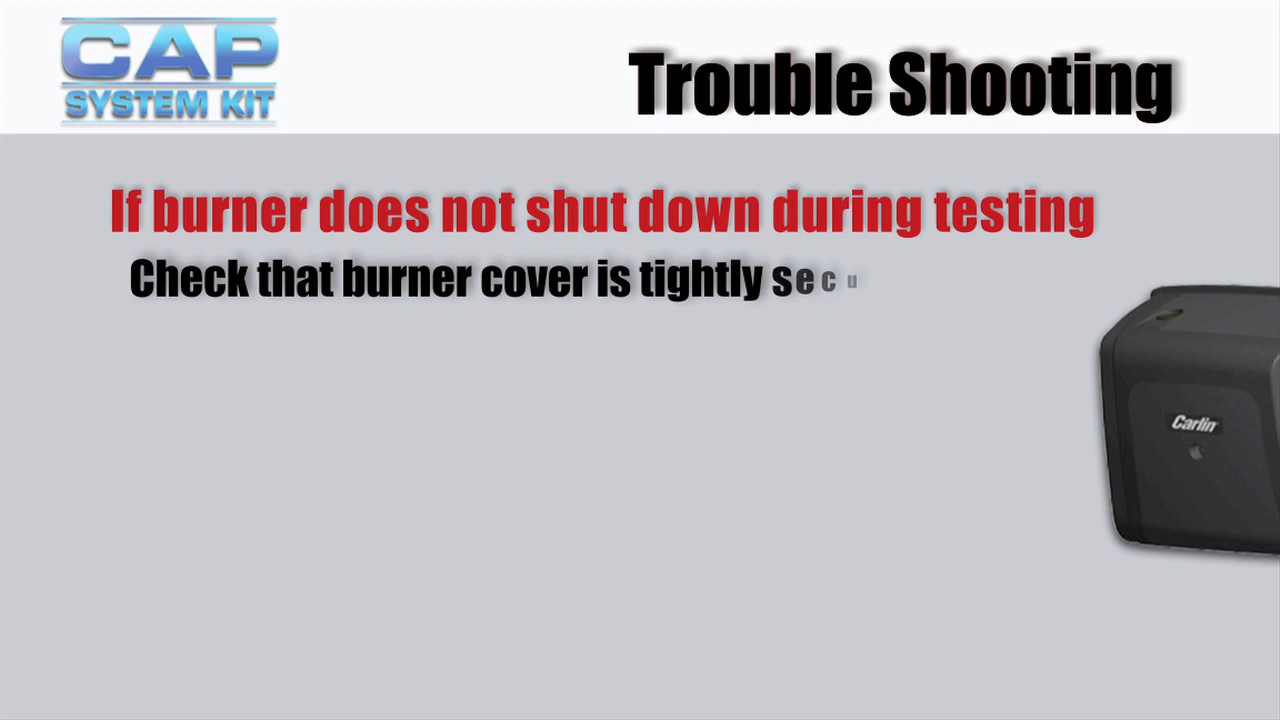 CAP
SYSTEM KIT
Trouble Shooting
If burner does not shut down during testing
Check that burner cover is tightly secu
Carlin